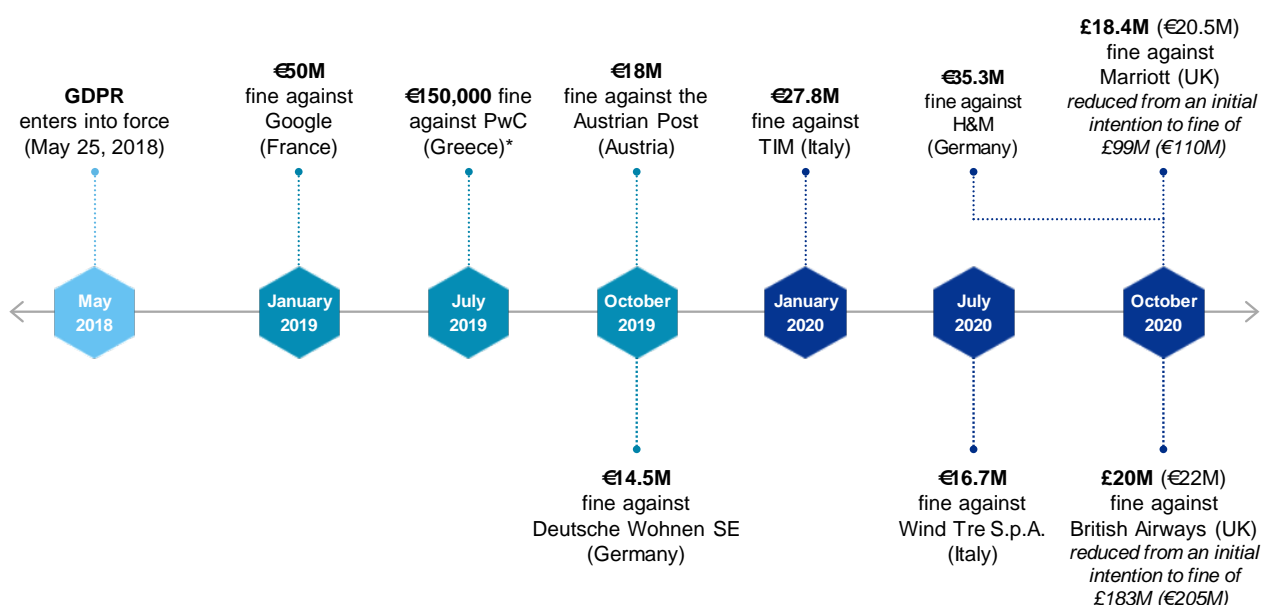 GDPR
enters into force
(May 25, 2018)
€50M
fine against
Google
(France)
€150,000 fine
against PwC
(Greece)*
€18M
fine against the
Austrian Post
(Austria)
€27.8M
fine against
TIM (Italy)
€35.3M
fine against
H&M
(Germany)
£18.4M (€20.5M)
fine against
Marriott (UK)
reduced from an initial
intention to fine of
£99M (€110M)
May
2018
January
2019
July
2019
October
2019
January
2020
July
2020
October
2020
€14.5M
fine against
Deutsche Wohnen SE
(Germany)
€16.7M
fine against
Wind Tre S.p.A.
(Italy)
£20M (€22M)
fine against
British Airways (UK)
reduced from an initial
intention to fine of
£183M (€205M)